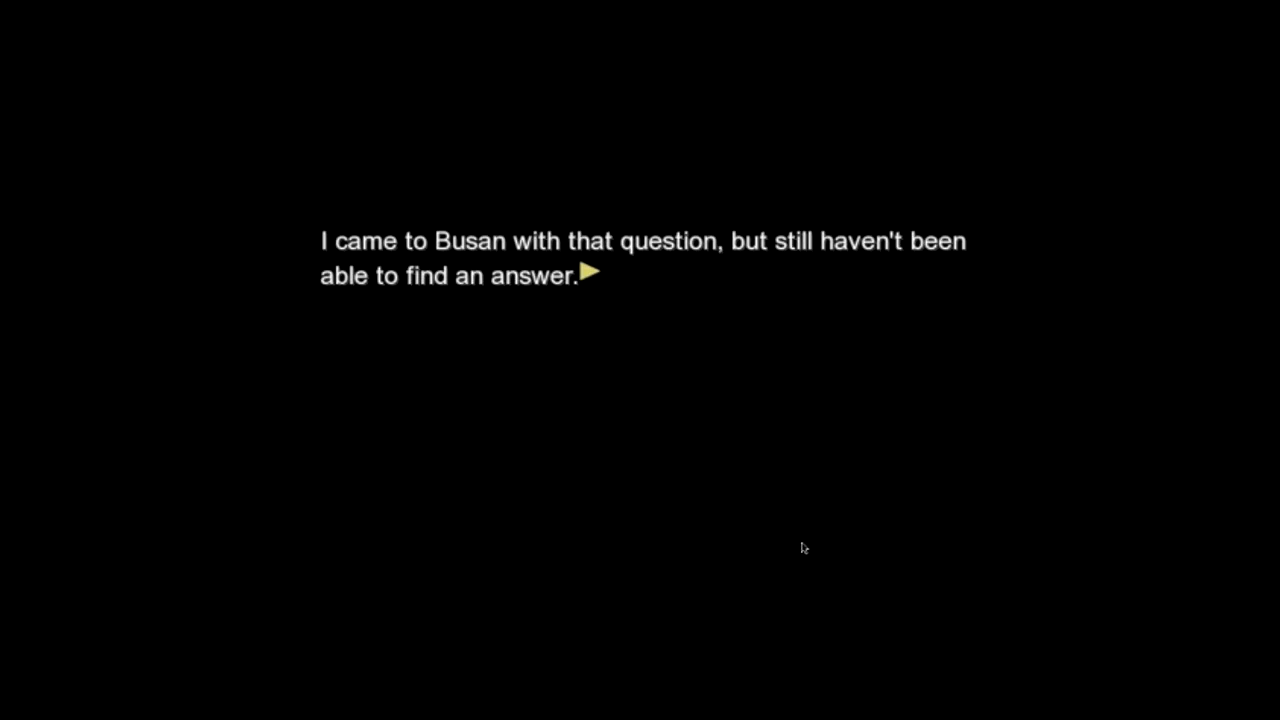 I came to Busan with that question, but still haven't been
able to find an answer.